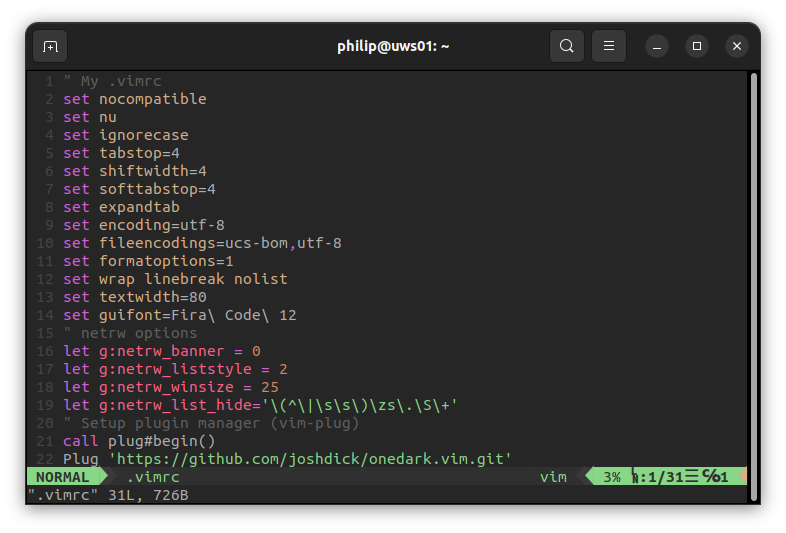 philip@uws01: ~
1 " My .vimrc
2 set nocompatible
3 set nu
4 set ignorecase
5 set tabstop=4
6 set shiftwidth=4
7 set softtabstop=4
8 set expandtab
9 set encoding=utf-8
10 set fileencodings=ucs-bom,utf-8
11 set formatoptions=1
12 set wrap linebreak nolist
13 set textwidth=80
14 set guifont=Fira\ Code\ 12
15 " netrw options
16 let g:netrw_banner = 0
17 let g:netrw_liststyle = 2
18 let g:netrw_winsize = 25
19 let g:netrw_list_hide='\(^\|\s\s\)\zs\.\S\+'
20 " Setup plugin manager (vim-plug)
21 call plug#begin()
22 Plug 'https://github.com/joshdick/onedark.vim.git'
NORMAL .vimrc vim 3% :1/31☰ ℅1
".vimrc" 31L, 726B